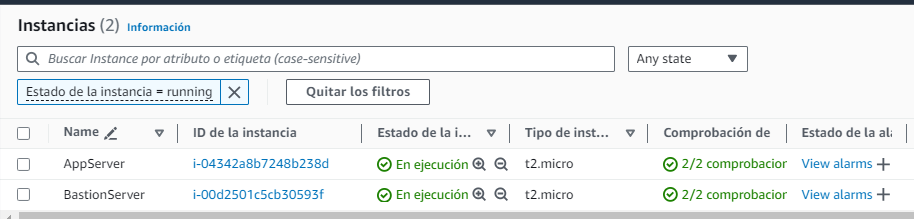 Instancias (2) Información
Buscar Instance por atributo o etiqueta (case-sensitive) Any state
Estado de la instancia = running Quitar los filtros
Name ID de la instancia Estado de la i... Tipo de inst... Comprobación de Estado de la ala
AppServer i-04342a8b7248b238d En ejecución t2.micro 2/2 comprobacion View alarms
BastionServer i-00d2501c5cb30593f En ejecución t2.micro 2/2 comprobacion View alarms